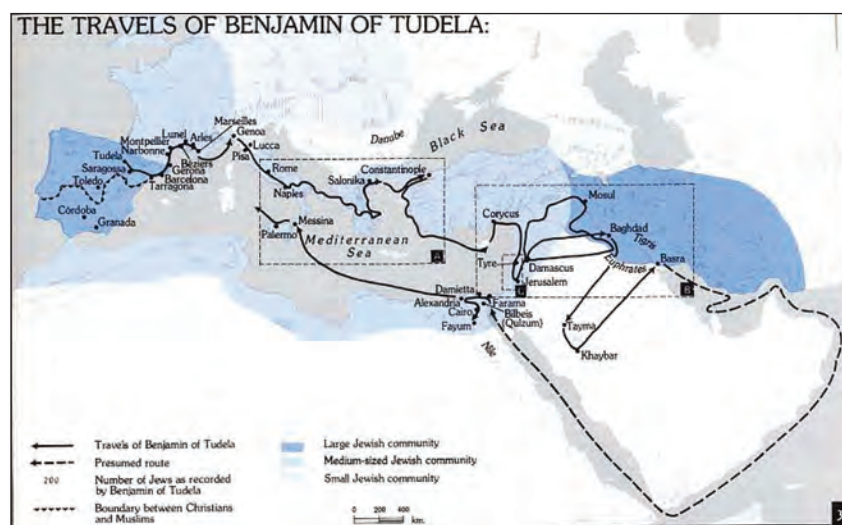 THE TRAVELS OF BENJAMIN OF TUDELA:
Marseilles
Lunel Arles
Genoa
Montpellier
Narbonne
Lucca
Danube
Black Sea
Tudela
Pisa
Béziers
Saragossa
Gerona
Rome
Constantinople
Barcelona
Salonika
Toledo
Tarragona
Naples
Mosul
Córdoba
Corycus
Messina
Baghdad
Granada
Tigris
Palermo
Mediterranean
Sea
Basra
Tyre
Damascus
Euphrates
A
Jerusalem
C
B
Damietta
Alexandria
Farama
Cairo
Bilbeis
(Qulzum)
Fayum
Tayma
Nile
Khaybar
Travels of Benjamin of Tudela
Large Jewish community
Presumed route
Medium-sized Jewish community
200
Number of Jews as recorded
by Benjamin of Tudela
Small Jewish community
Boundary between Christians
and Muslims
0 200 400
km.
3